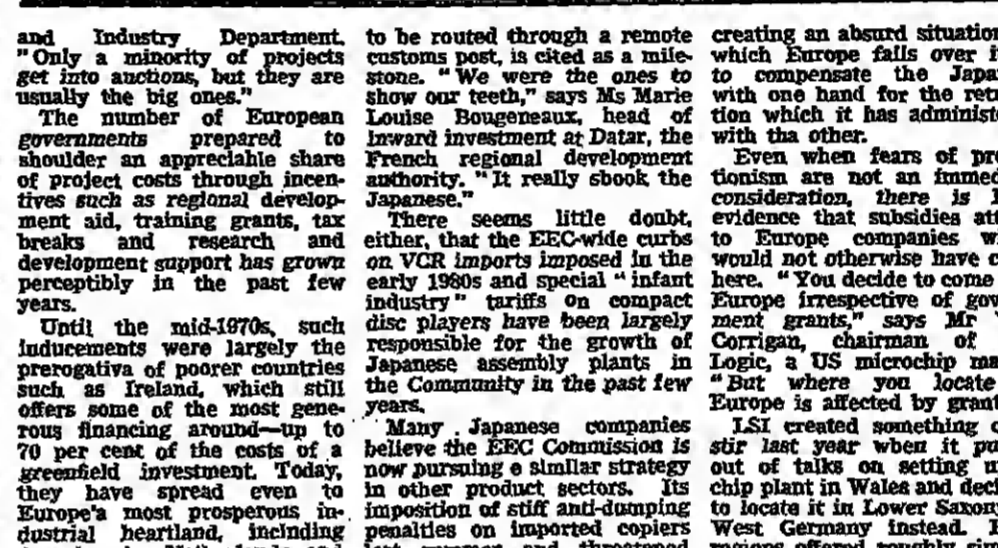 and Industry Department.
"Only a minority of projects
get into auctions, but they are
usually the big ones."
The number of European
governments prepared to
shoulder an appreciable share
of project costs through incen-
tives such as regional develop-
ment aid, training grants, tax
breaks and research and
development support has grown
perceptibly in the past few
years.
Until the mid-1970s, such
inducements were largely the
prerogativa of poorer countries
such as Ireland, which still
offers some of the most gene-
rous financing around—up to
70 per cent of the costs of a
greenfield investment. Today,
they have spread even to
Europe'a most prosperous in-
dustrial heartland, including
to be routed through a remote
customs post, is cited as a mile-
stone. "We were the ones to
show our teeth," says Ms Marie
Louise Bougeneaux, head of
inward investment at Datar, the
French regional development
authority. "It really sbook the
Japanese."
There seems little doubt,
either, that the EEC-wide curbs
on VCR imports imposed in the
early 1980s and special "infant
industry" tariffs on compact
disc players have been largely
responsible for the growth of
Japanese assembly plants in
the Community in the past few
years.
Many Japanese companies
believe the EEC Commission is
now pursuing e similar strategy
in other product sectors. Its
imposition of stiff anti-dumping
penalties on imported copiers
creating an absurd situation
which Europe falls over
to compensate the
with one hand for the
tion which it has
with tha other.
Even when fears of
tionism are not an
consideration, there is
evidence that subsidies
to Europe companies
would not otherwise have
here. "You decide to come
Europe irrespective of
ment grants," says Mr
Corrigan, chairman of
Logic, a US microchip
"But where you locate
Europe is affected by
LSI created something
stir last year when it
out of talks on setting
chip plant in Wales and
to locate it in Lower
West Germany instead.